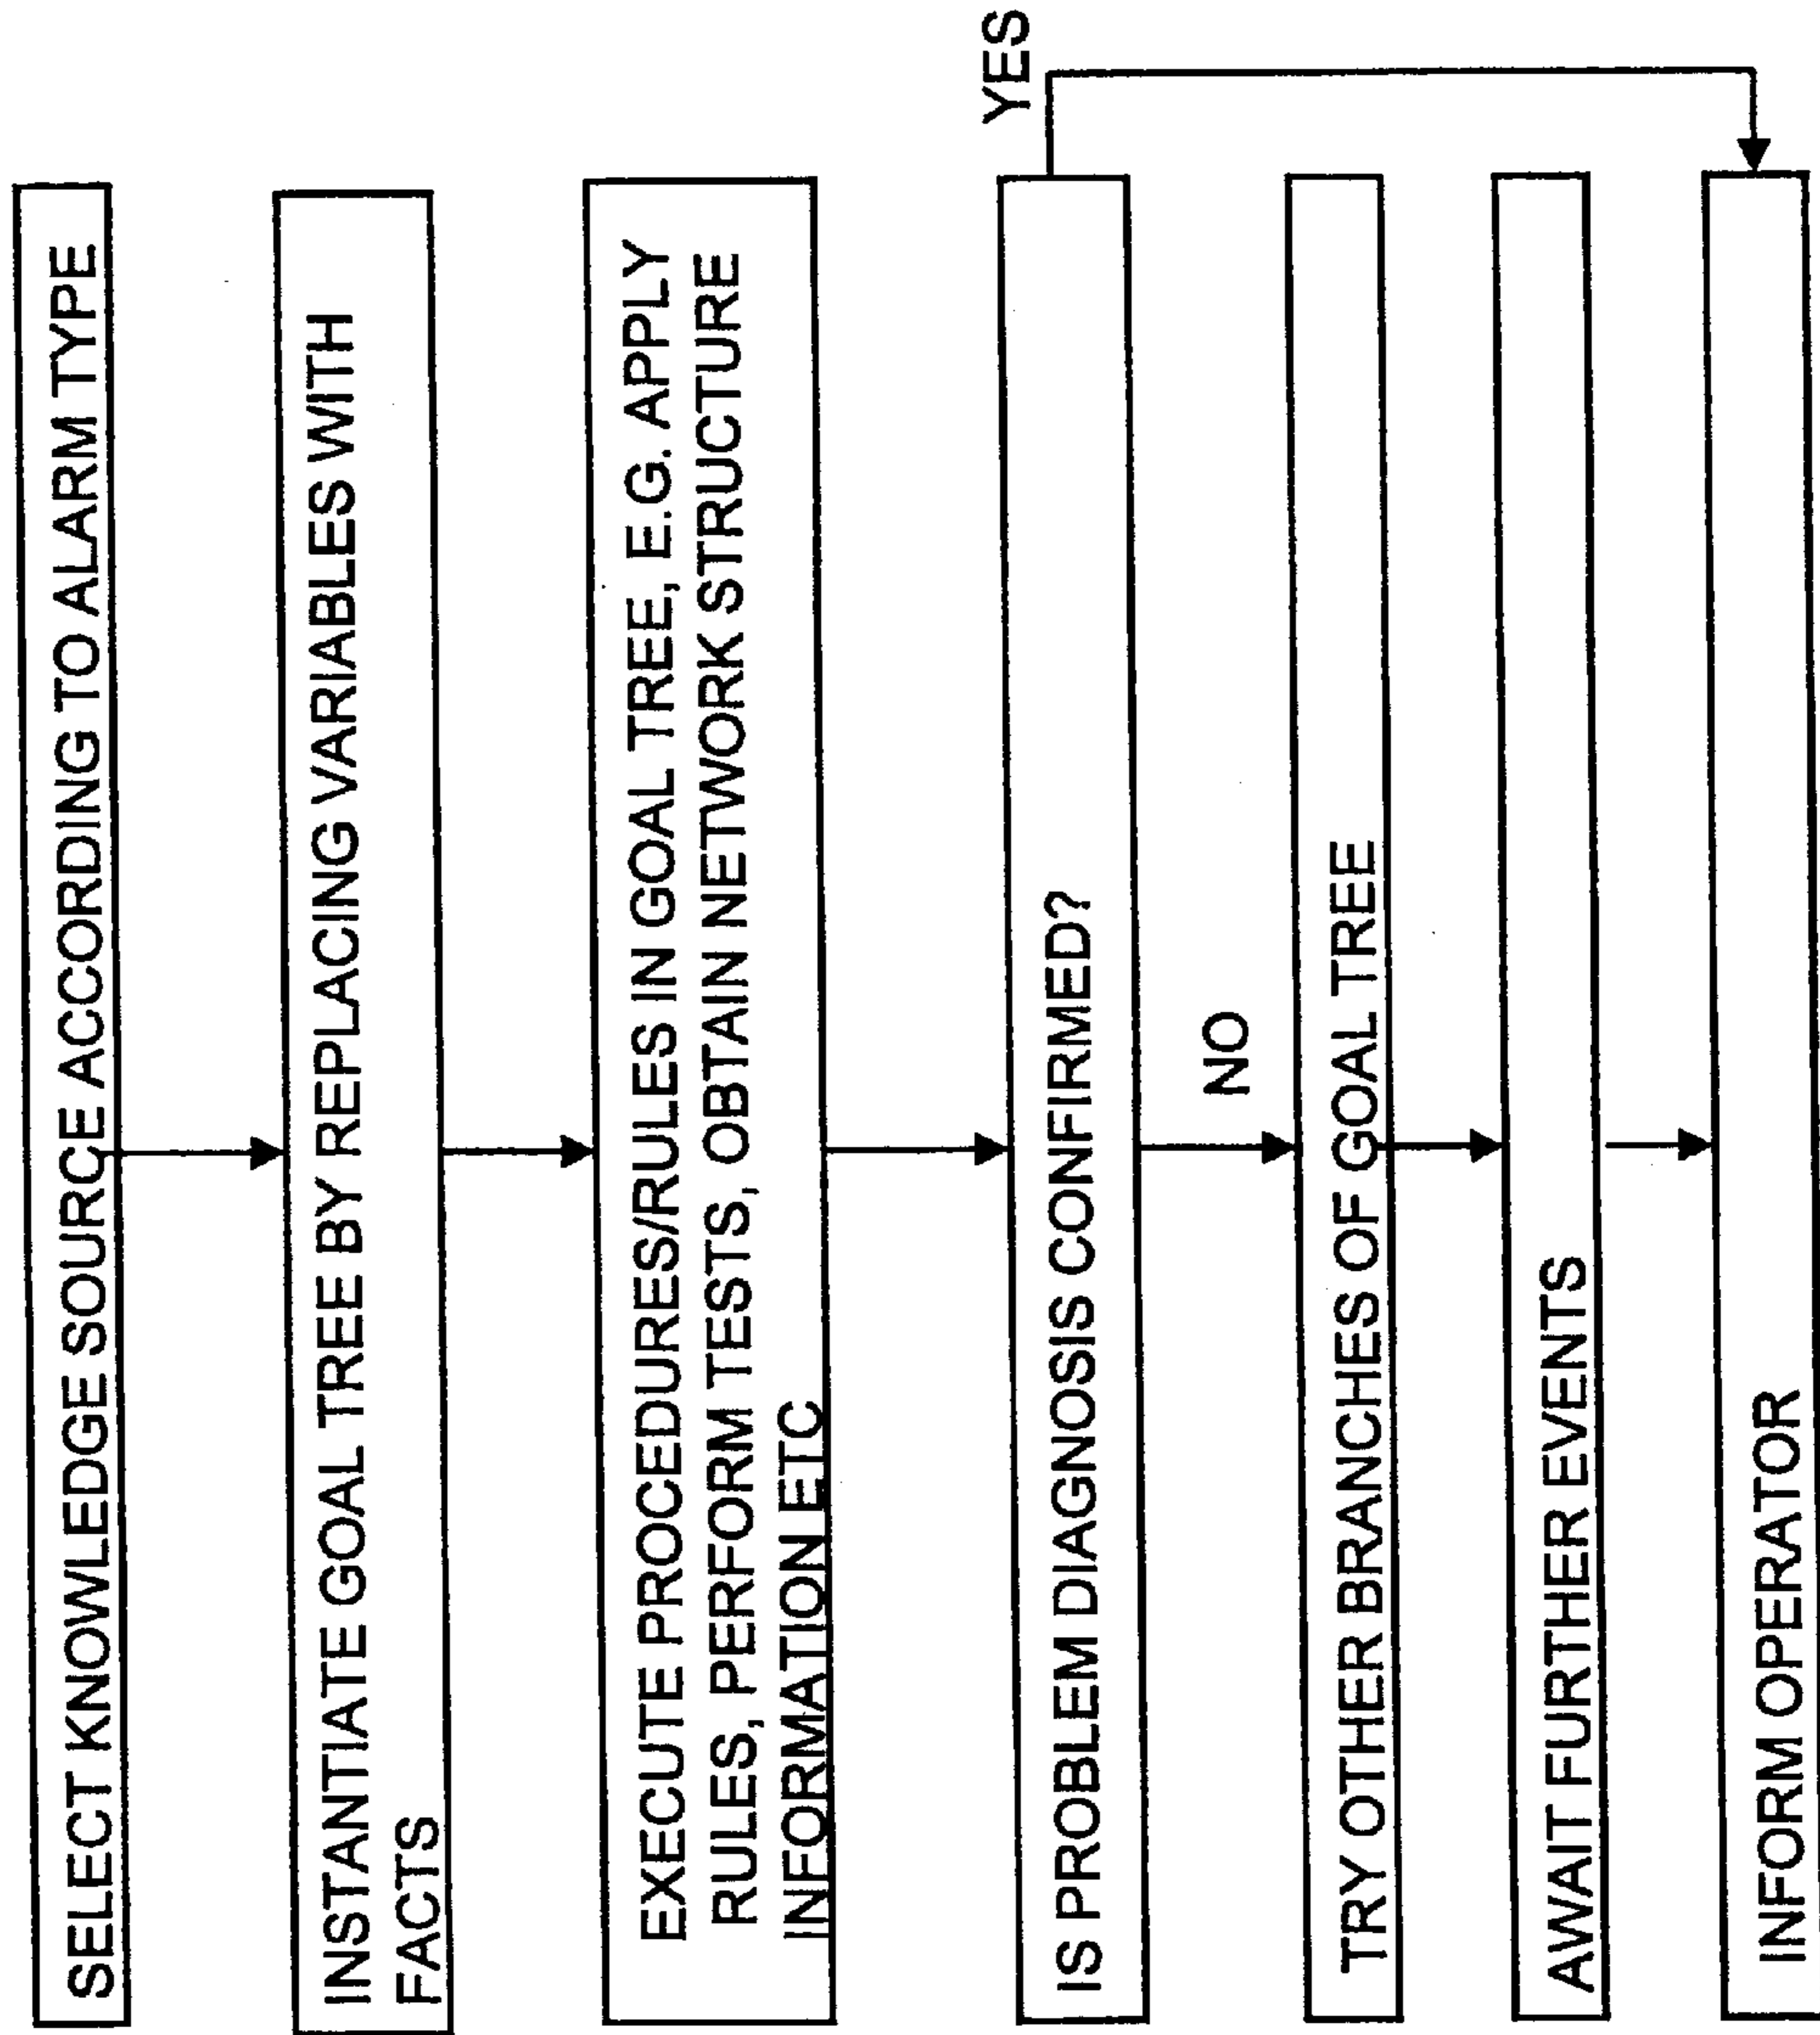 SELECT KNOWLEDGE SOURCE ACCORDING TO ALARM TYPE
INSTANTIATE GOAL TREE BY REPLACING VARIABLES WITH
FACTS
EXECUTE PROCEDURES/RULES IN GOAL TREE, E.G. APPLY
RULES, PERFORM TESTS, OBTAIN NETWORK STRUCTURE
INFORMATION ETC
IS PROBLEM DIAGNOSIS CONFIRMED?
YES
NO
TRY OTHER BRANCHES OF GOAL TREE
AWAIT FURTHER EVENTS
INFORM OPERATOR